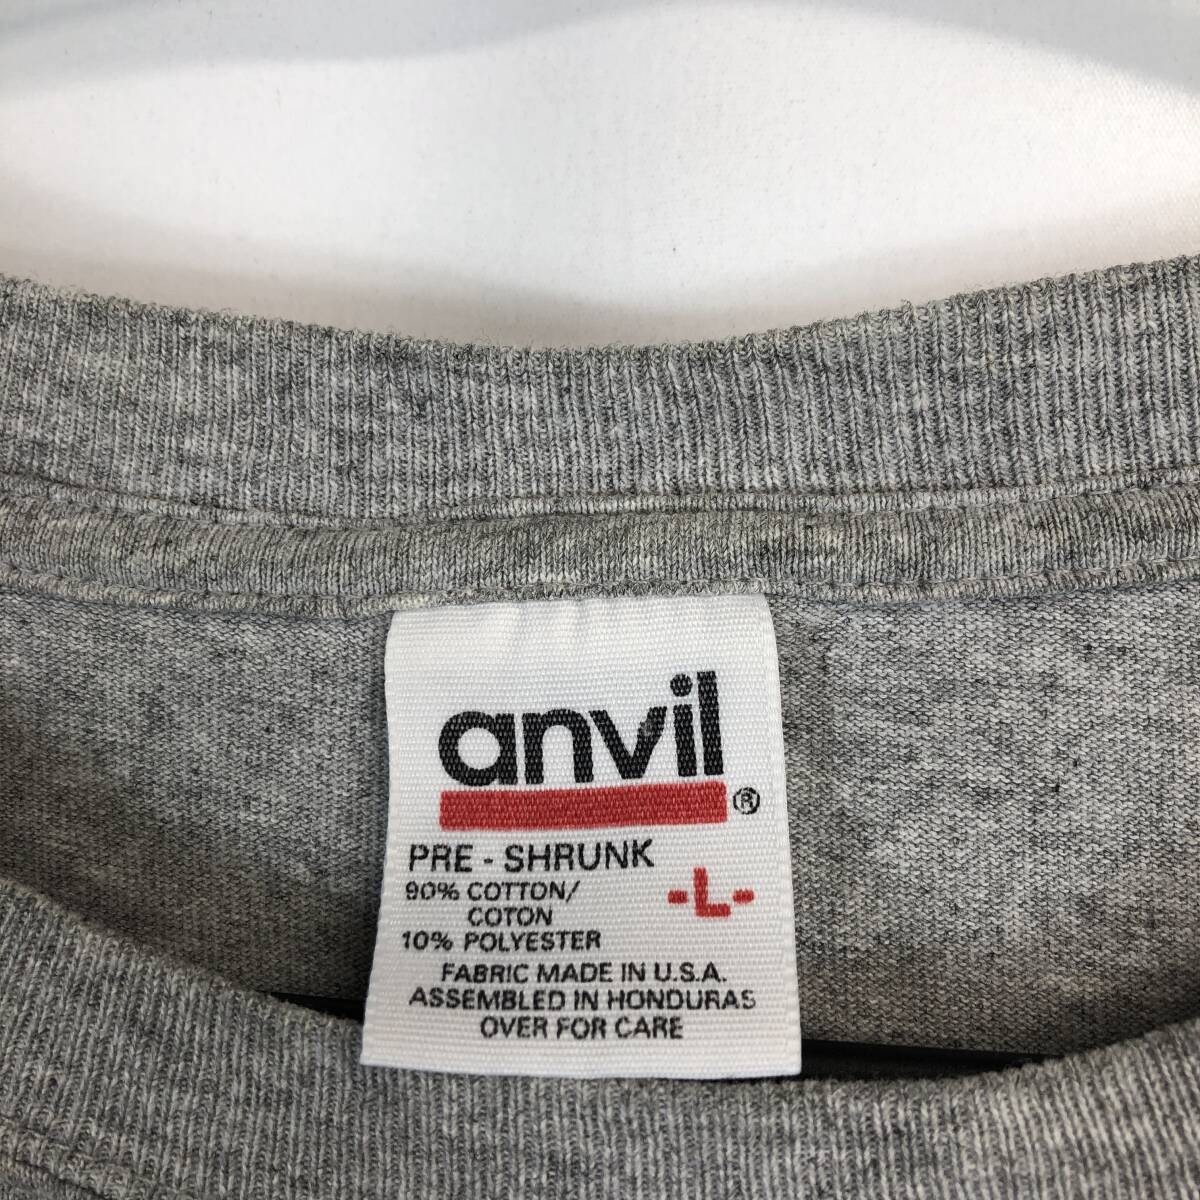 anvil®
PRE - SHRUNK
90% COTTON/
COTON
-L-
10% POLYESTER
FABRIC MADE IN U.S.A.
ASSEMBLED IN HONDURAS
OVER FOR CARE